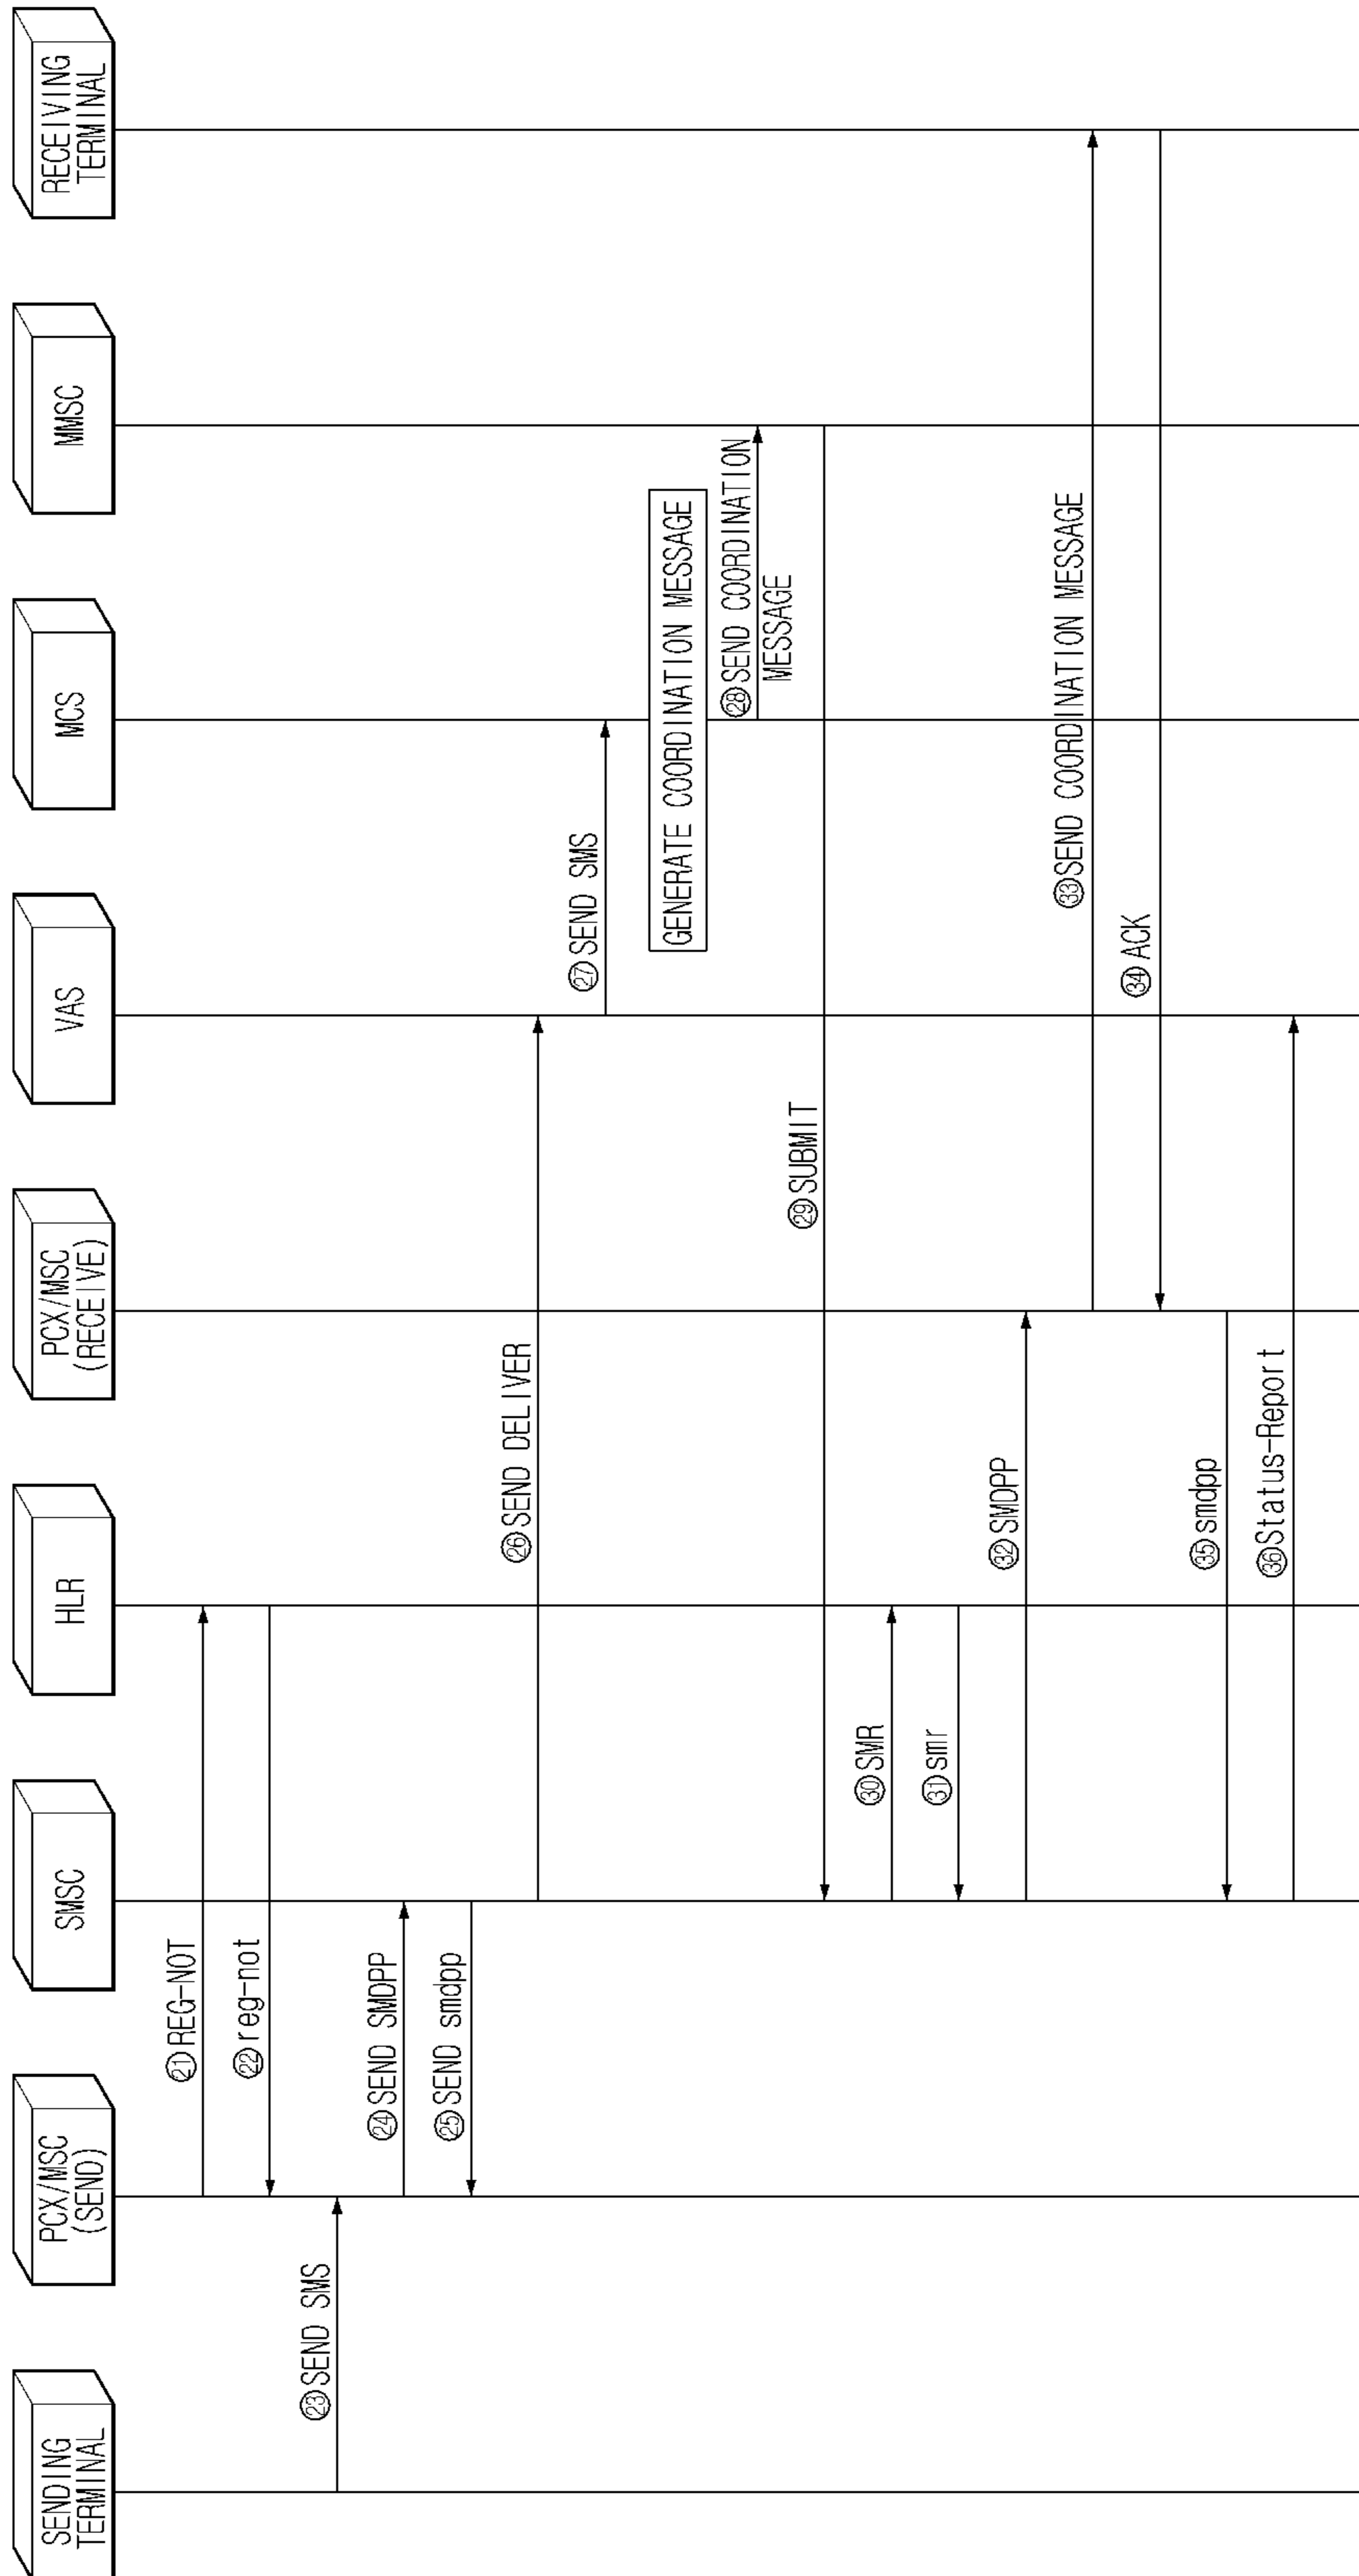 SENDING
TERMINAL
PCX/MSC
(SEND)
SMSC
HLR
PCX/MSC
(RECEIVE)
VAS
MCS
MMSC
RECEIVING
TERMINAL
㉑REG-NOT
㉒reg-not
㉓SEND SMS
㉔SEND SMDPP
㉕SEND smdpp
㉖SEND DELIVER
㉗SEND SMS
GENERATE COORDINATION MESSAGE
㉘SEND COORDINATION
MESSAGE
㉙SUBMIT
㉚SMR
㉛smr
㉜SMDPP
㉝SEND COORDINATION MESSAGE
㉞ACK
㉟smdpp
㊱Status-Report